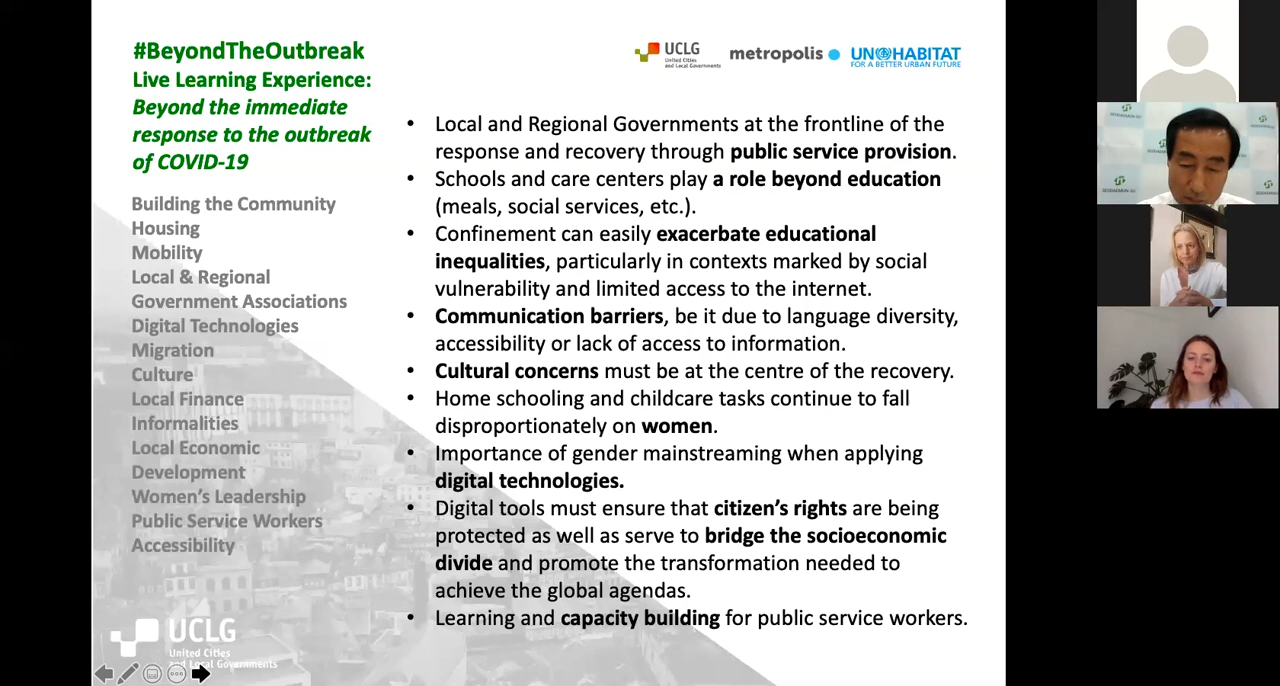 #BeyondTheOutbreak
Live Learning Experience:
Beyond the immediate
response to the outbreak
of COVID-19
Building the Community
Housing
Mobility
Local & Regional
Government Associations
Digital Technologies
Migration
Culture
Local Finance
Informalities
Local Economic
Development
Women's Leadership
Public Service Workers
Accessibility
UCLG
United Cities
and Local Governments
UCLG
United Cities
and Local Governments
metropolis
UN HABITAT
FOR A BETTER URBAN FUTURE
• Local and Regional Governments at the frontline of the
response and recovery through public service provision.
• Schools and care centers play a role beyond education
(meals, social services, etc.).
• Confinement can easily exacerbate educational
inequalities, particularly in contexts marked by social
vulnerability and limited access to the internet.
• Communication barriers, be it due to language diversity,
accessibility or lack of access to information.
• Cultural concerns must be at the centre of the recovery.
• Home schooling and childcare tasks continue to fall
disproportionately on women.
• Importance of gender mainstreaming when applying
digital technologies.
• Digital tools must ensure that citizen's rights are being
protected as well as serve to bridge the socioeconomic
divide and promote the transformation needed to
achieve the global agendas.
• Learning and capacity building for public service workers.